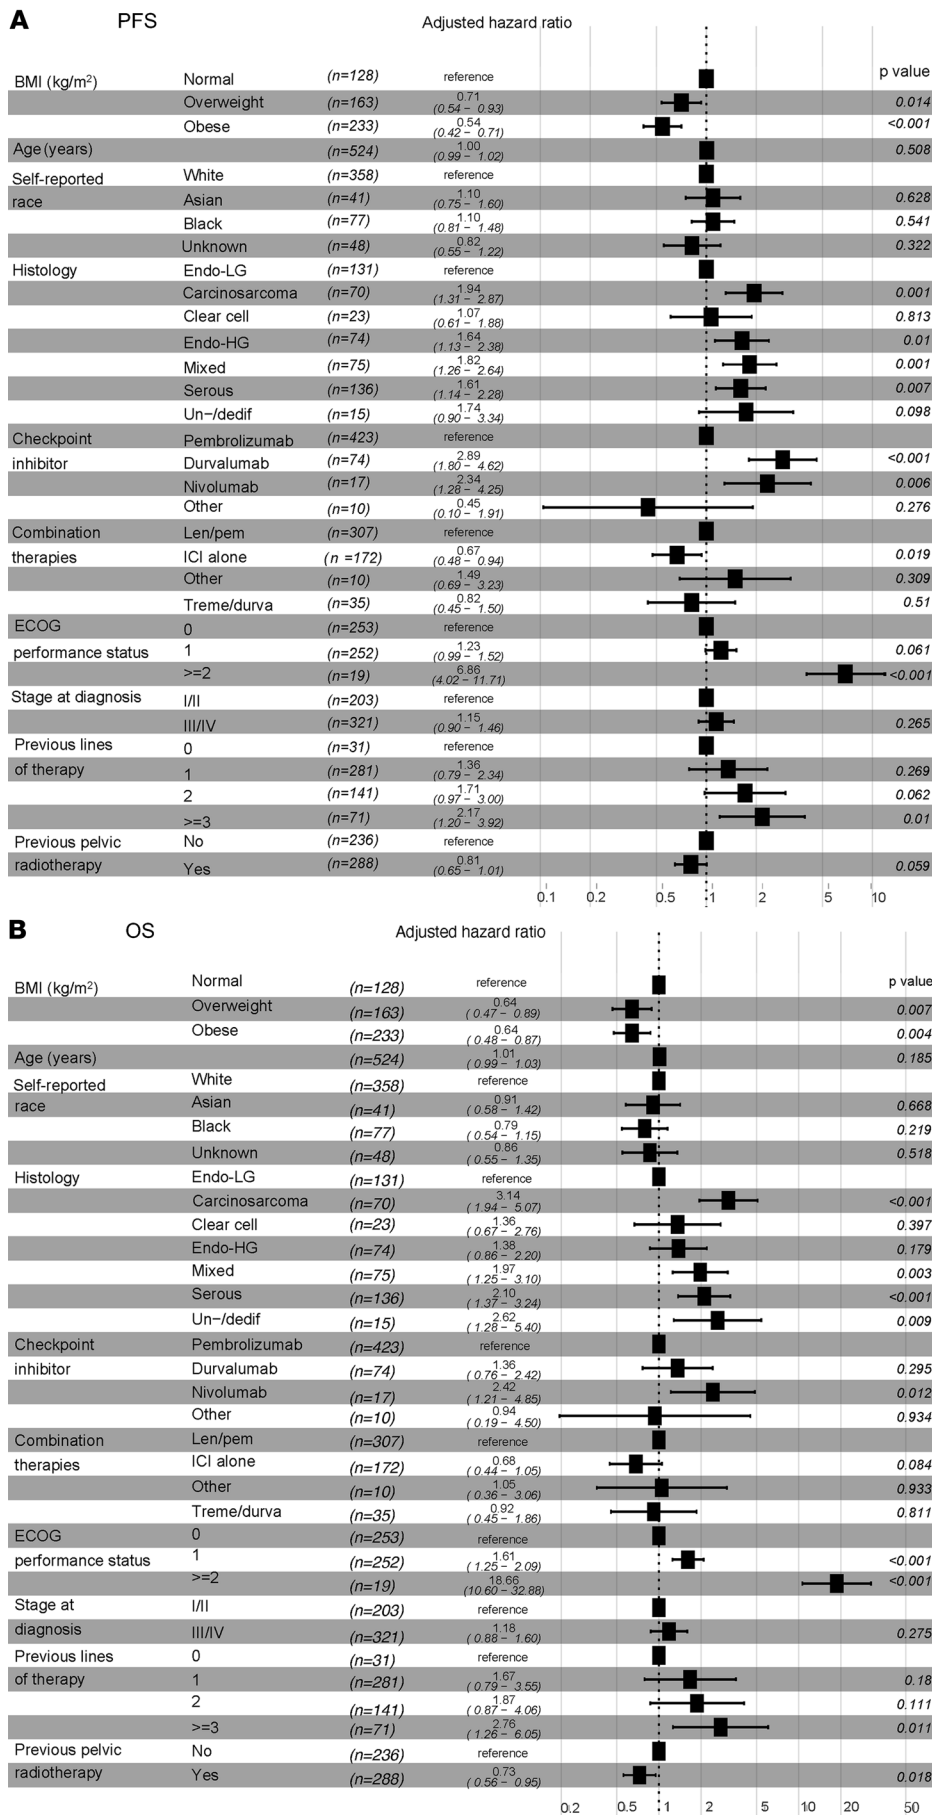 A PFS Adjusted hazard ratio
p value
BMI (kg/m2) Normal (n=128) reference
Overweight (n=163) 0.71 (0.54 − 0.93) 0.014
Obese (n=233) 0.54 (0.42 − 0.71) <0.001
Age (years) (n=524) 1.00 (0.99 − 1.02) 0.508
Self-reported White (n=358) reference
race Asian (n=41) 1.10 (0.75 − 1.60) 0.628
Black (n=77) 1.10 (0.81 − 1.48) 0.541
Unknown (n=48) 0.82 (0.55 − 1.22) 0.322
Histology Endo-LG (n=131) reference
Carcinosarcoma (n=70) 1.94 (1.31 − 2.87) 0.001
Clear cell (n=23) 1.07 (0.61 − 1.88) 0.813
Endo-HG (n=74) 1.64 (1.13 − 2.38) 0.01
Mixed (n=75) 1.82 (1.26 − 2.64) 0.001
Serous (n=136) 1.61 (1.14 − 2.28) 0.007
Un−/dedif (n=15) 1.74 (0.90 − 3.34) 0.098
Checkpoint Pembrolizumab (n=423) reference
inhibitor Durvalumab (n=74) 2.89 (1.80 − 4.62) <0.001
Nivolumab (n=17) 2.34 (1.28 − 4.25) 0.006
Other (n=10) 0.45 (0.10 − 1.91) 0.276
Combination Len/pem (n=307) reference
therapies ICI alone (n =172) 0.67 (0.48 − 0.94) 0.019
Other (n=10) 1.49 (0.69 − 3.23) 0.309
Treme/durva (n=35) 0.82 (0.45 − 1.50) 0.51
ECOG 0 (n=253) reference
performance status 1 (n=252) 1.23 (0.99 − 1.52) 0.061
>=2 (n=19) 6.86 (4.02 − 11.71) <0.001
Stage at diagnosis I/II (n=203) reference
III/IV (n=321) 1.15 (0.90 − 1.46) 0.265
Previous lines 0 (n=31) reference
of therapy 1 (n=281) 1.36 (0.79 − 2.34) 0.269
2 (n=141) 1.71 (0.97 − 3.00) 0.062
>=3 (n=71) 2.17 (1.20 − 3.92) 0.01
Previous pelvic No (n=236) reference
radiotherapy Yes (n=288) 0.81 (0.65 − 1.01) 0.059
0.1 0.2 0.5 1 2 5 10
B OS Adjusted hazard ratio
BMI (kg/m2) Normal (n=128) reference p value
Overweight (n=163) 0.64 (0.47 − 0.89) 0.007
Obese (n=233) 0.64 (0.48 − 0.87) 0.004
Age (years) (n=524) 1.01 (0.99 − 1.03) 0.185
Self-reported White (n=358) reference
race Asian (n=41) 0.91 (0.58 − 1.42) 0.668
Black (n=77) 0.79 (0.54 − 1.15) 0.219
Unknown (n=48) 0.86 (0.55 − 1.35) 0.518
Histology Endo-LG (n=131) reference
Carcinosarcoma (n=70) 3.14 (1.94 − 5.07) <0.001
Clear cell (n=23) 1.36 (0.67 − 2.76) 0.397
Endo-HG (n=74) 1.38 (0.86 − 2.20) 0.179
Mixed (n=75) 1.97 (1.25 − 3.10) 0.003
Serous (n=136) 2.10 (1.37 − 3.24) <0.001
Un−/dedif (n=15) 2.62 (1.28 − 5.40) 0.009
Checkpoint Pembrolizumab (n=423) reference
inhibitor Durvalumab (n=74) 1.36 (0.76 − 2.42) 0.295
Nivolumab (n=17) 2.42 (1.21 − 4.85) 0.012
Other (n=10) 0.94 (0.19 − 4.50) 0.934
Combination Len/pem (n=307) reference
therapies ICI alone (n=172) 0.68 (0.44 − 1.05) 0.084
Other (n=10) 1.05 (0.36 − 3.06) 0.933
Treme/durva (n=35) 0.92 (0.45 − 1.86) 0.811
ECOG 0 (n=253) reference
performance status 1 (n=252) 1.61 (1.25 − 2.09) <0.001
>=2 (n=19) 18.66 (10.60 − 32.88) <0.001
Stage at I/II (n=203) reference
diagnosis III/IV (n=321) 1.18 (0.88 − 1.60) 0.275
Previous lines 0 (n=31) reference
of therapy 1 (n=281) 1.67 (0.79 − 3.55) 0.18
2 (n=141) 1.87 (0.87 − 4.06) 0.111
>=3 (n=71) 2.76 (1.26 − 6.05) 0.011
Previous pelvic No (n=236) reference
radiotherapy Yes (n=288) 0.73 (0.56 − 0.95) 0.018
0.2 0.5 1 2 5 10 20 50